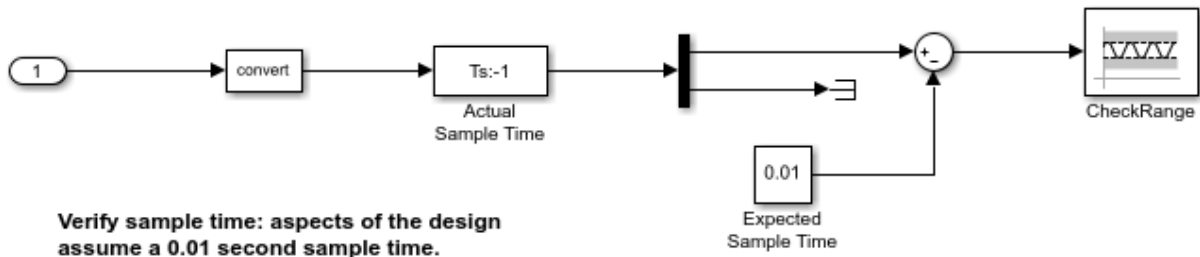 1
convert
Ts:-1
Actual
Sample Time
+
-
CheckRange
0.01
Expected
Sample Time
Verify sample time: aspects of the design
assume a 0.01 second sample time.